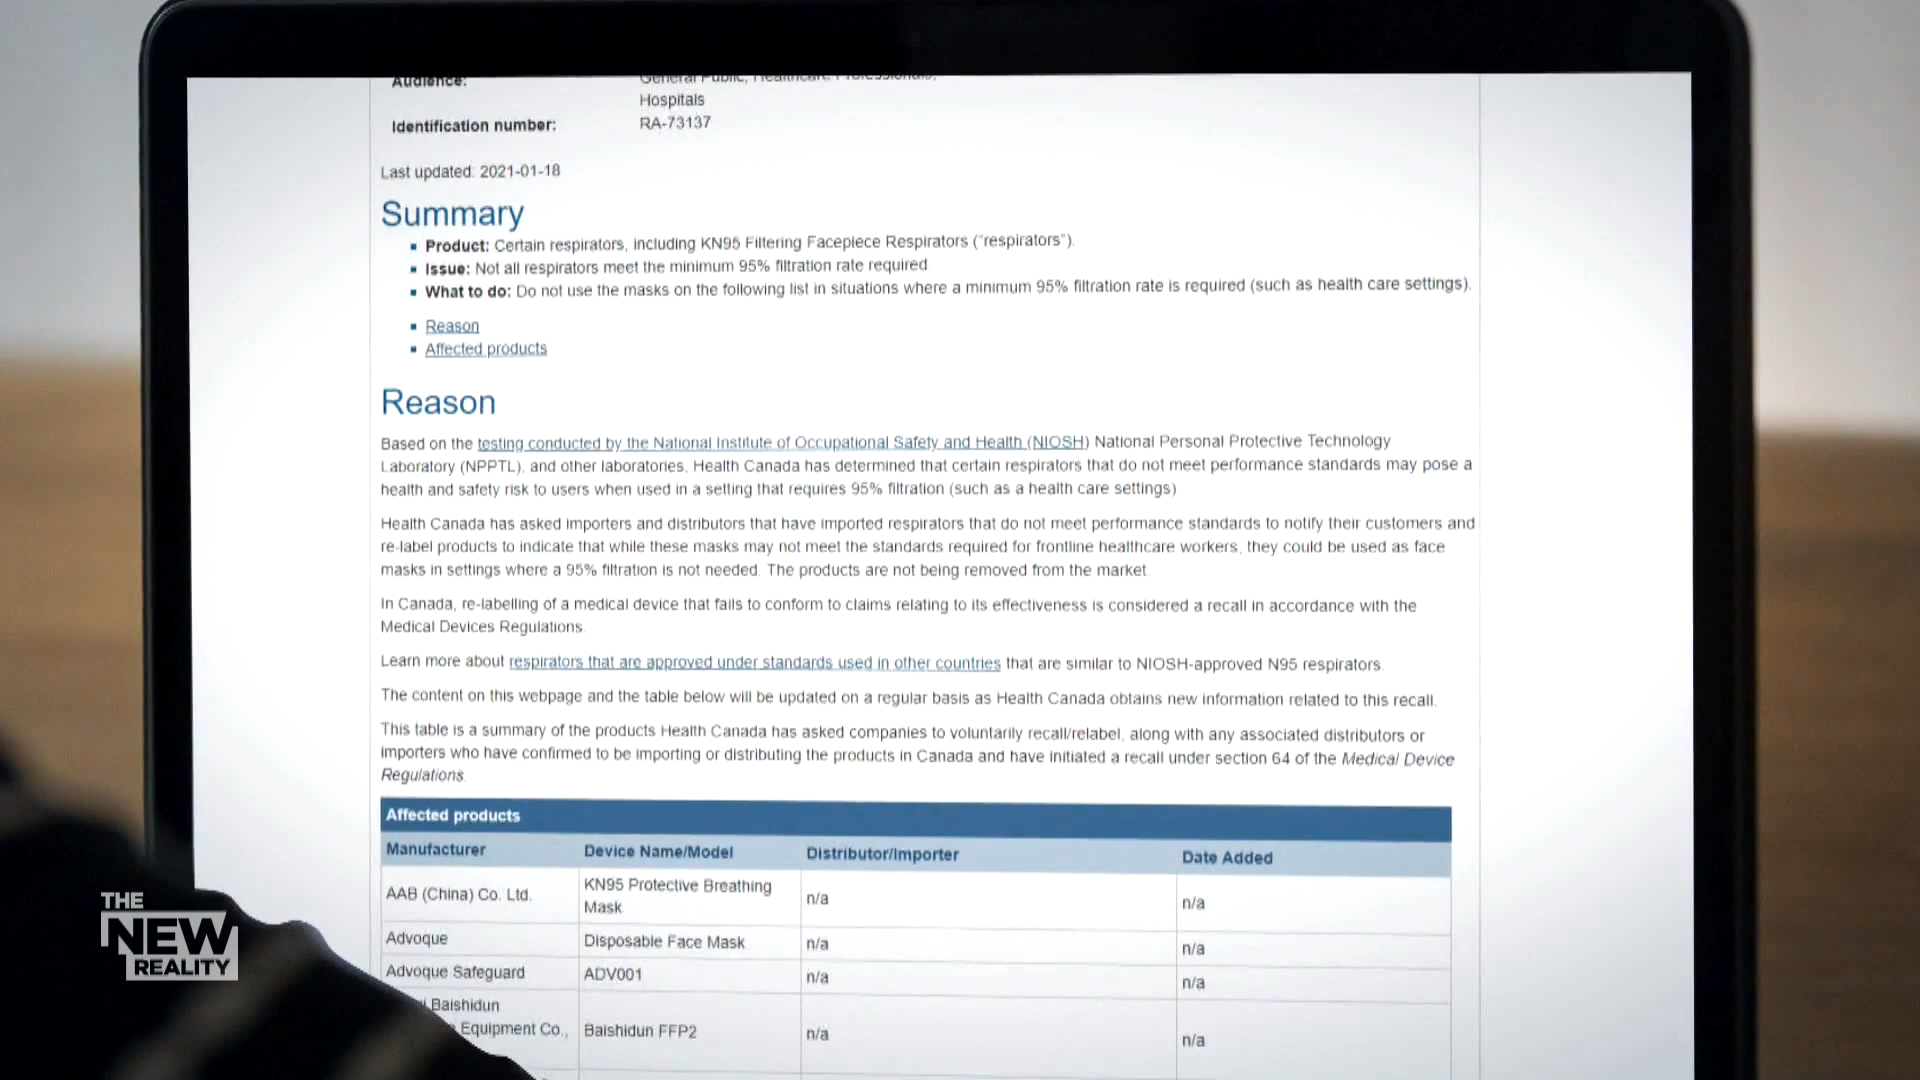 Audience: General Public, Healthcare Professionals,
Hospitals
Identification number: RA-73137
Last updated: 2021-01-18
Summary
Product: Certain respirators, including KN95 Filtering Facepiece Respirators ("respirators").
Issue: Not all respirators meet the minimum 95% filtration rate required.
What to do: Do not use the masks on the following list in situations where a minimum 95% filtration rate is required (such as health care settings).
Reason
Affected products
Reason
Based on the testing conducted by the National Institute of Occupational Safety and Health (NIOSH) National Personal Protective Technology
Laboratory (NPPTL), and other laboratories, Health Canada has determined that certain respirators that do not meet performance standards may pose a
health and safety risk to users when used in a setting that requires 95% filtration (such as a health care settings)
Health Canada has asked importers and distributors that have imported respirators that do not meet performance standards to notify their customers and
re-label products to indicate that while these masks may not meet the standards required for frontline healthcare workers, they could be used as face
masks in settings where a 95% filtration is not needed. The products are not being removed from the market.
In Canada, re-labelling of a medical device that fails to conform to claims relating to its effectiveness is considered a recall in accordance with the
Medical Devices Regulations.
Learn more about respirators that are approved under standards used in other countries that are similar to NIOSH-approved N95 respirators.
The content on this webpage and the table below will be updated on a regular basis as Health Canada obtains new information related to this recall.
This table is a summary of the products Health Canada has asked companies to voluntarily recall/relabel, along with any associated distributors or
importers who have confirmed to be importing or distributing the products in Canada and have initiated a recall under section 64 of the Medical Device
Regulations.
Affected products
Manufacturer Device Name/Model Distributor/Importer Date Added
AAB (China) Co. Ltd. KN95 Protective Breathing n/a n/a
Mask
Advoque Disposable Face Mask n/a n/a
Advoque Safeguard ADV001 n/a n/a
Baishidun
Equipment Co., Baishidun FFP2 n/a n/a
THE
NEW
REALITY